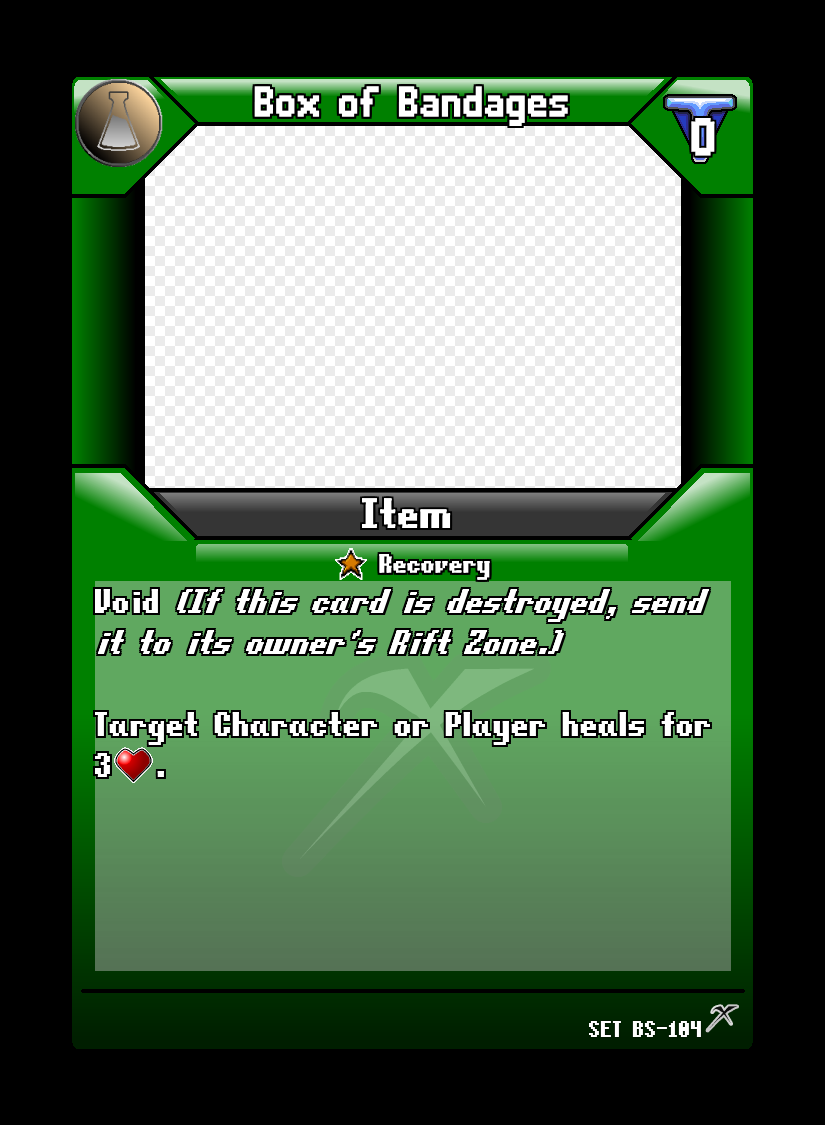 Box of Bandages
0
Item
Recovery
Void (If this card is destroyed, send
it to its owner's Rift Zone.)
Target Character or Player heals for
3❤.
SET BS-104